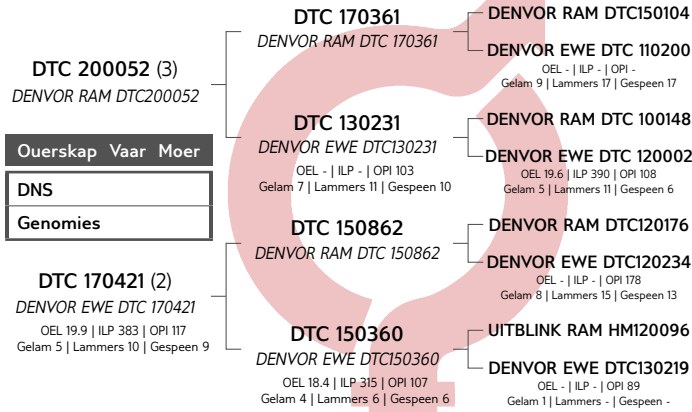 DTC 200052 (3)
DENVOR RAM DTC200052
Ouerskap Vaar Moer
DNS
Genomies
DTC 170421 (2)
DENVOR EWE DTC 170421
OEL 19.9 | ILP 383 | OPI 117
Gelam 5 | Lammers 10 | Gespeen 9
DTC 170361
DENVOR RAM DTC 170361
DTC 130231
DENVOR EWE DTC130231
OEL - | ILP - | OPI 103
Gelam 7 | Lammers 11 | Gespeen 10
DTC 150862
DENVOR RAM DTC 150862
DTC 150360
DENVOR EWE DTC150360
OEL 18.4 | ILP 315 | OPI 107
Gelam 4 | Lammers 6 | Gespeen 6
DENVOR RAM DTC150104
DENVOR EWE DTC 110200
OEL - | ILP - | OPI -
Gelam 9 | Lammers 17 | Gespeen 17
DENVOR RAM DTC 100148
DENVOR EWE DTC 120002
OEL 19.6 | ILP 390 | OPI 108
Gelam 5 | Lammers 11 | Gespeen 6
DENVOR RAM DTC120176
DENVOR EWE DTC120234
OEL - | ILP - | OPI 178
Gelam 8 | Lammers 15 | Gespeen 13
UITBLINK RAM HM120096
DENVOR EWE DTC130219
OEL - | ILP - | OPI 89
Gelam 1 | Lammers - | Gespeen -